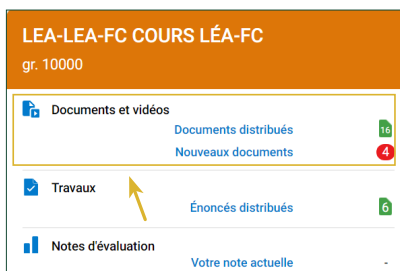 LEA-LEA-FC COURS LÉA-FC
gr. 10000
Documents et vidéos
Documents distribués 16
Nouveaux documents 4
Travaux
Énoncés distribués 6
Notes d'évaluation
Votre note actuelle -